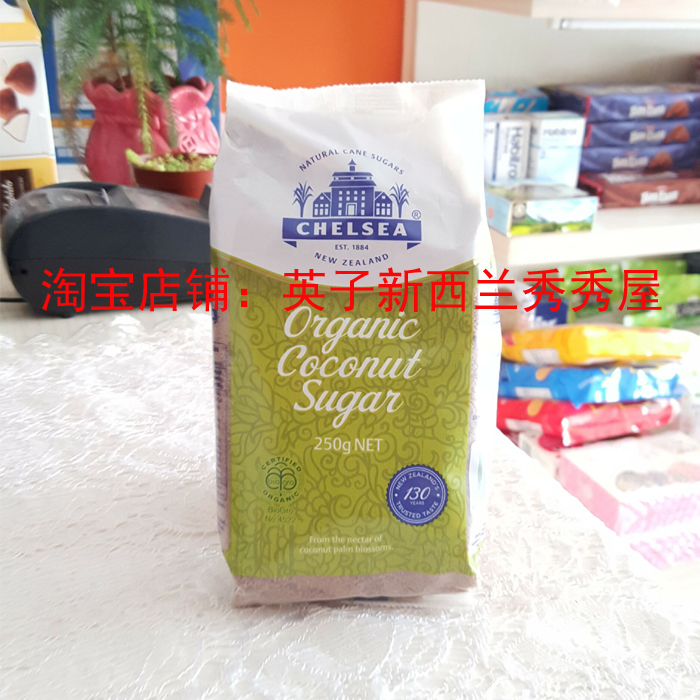 NATURAL CANE SUGARS
CHELSEA®
EST. 1884
NEW ZEALAND
淘宝店铺：英子新西兰秀秀屋
Organic
Coconut
Sugar
250g NET
CERTIFIED
BioGro
ORGANIC
BioGro
NEW ZEALAND'S
130
YEARS
TRUSTED TASTE
From the nectar of
coconut palm blossoms.